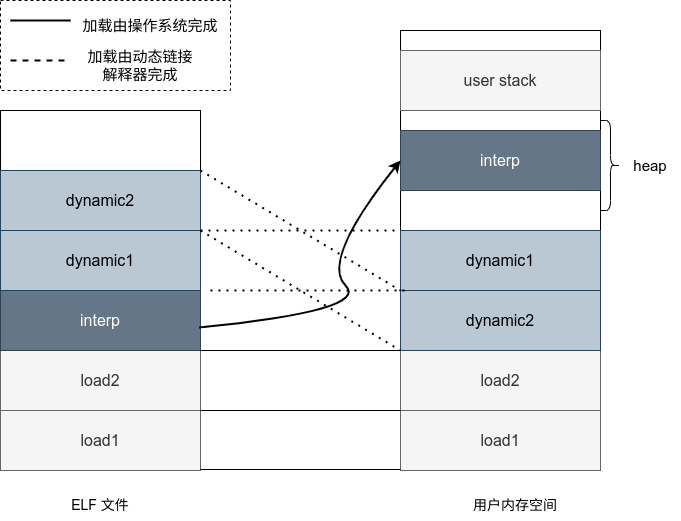 加载由操作系统完成
加载由动态链接
解释器完成
user stack
interp
heap
dynamic2
dynamic1
interp
load2
load1
dynamic1
dynamic2
load2
load1
ELF 文件
用户内存空间